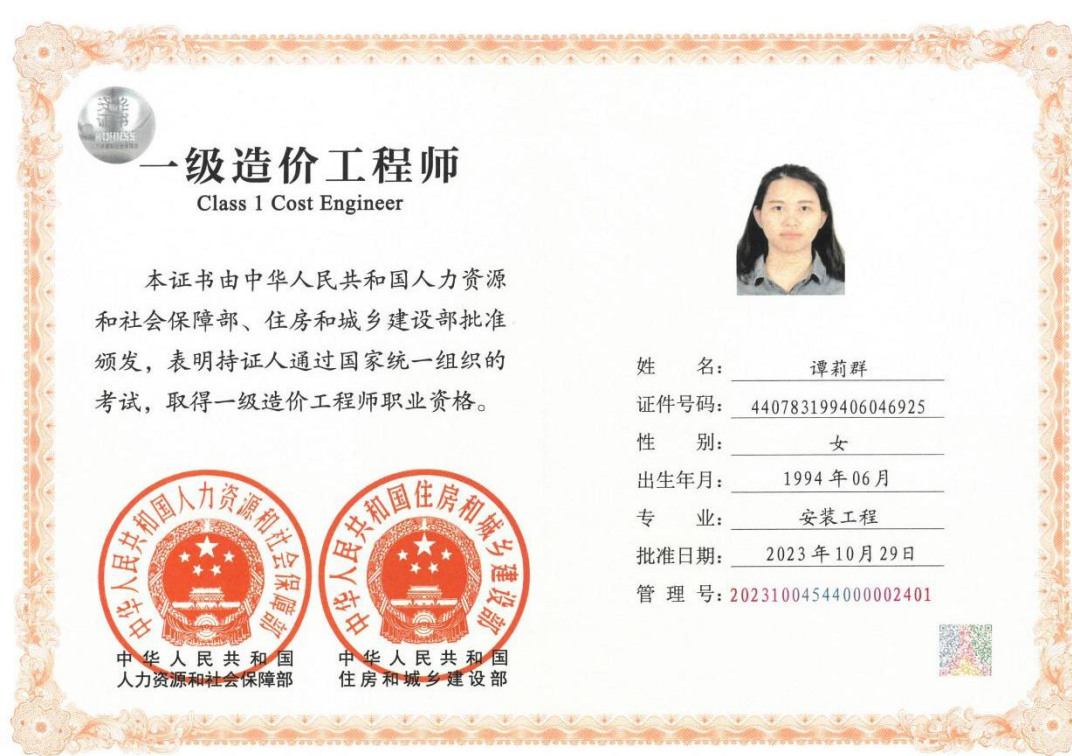 一级造价工程师
Class 1 Cost Engineer
本证书由中华人民共和国人力资源
和社会保障部、住房和城乡建设部批准
颁发，表明持证人通过国家统一组织的
考试，取得一级造价工程师职业资格。
中华人民共和国人力资源和社会保障部
中华人民共和国住房和城乡建设部
中华人民共和国
人力资源和社会保障部
中华人民共和国
住房和城乡建设部
姓 名： 谭莉群
证件号码： 440783199406046925
性 别： 女
出生年月： 1994年06月
专 业： 安装工程
批准日期： 2023年10月29日
管 理 号：20231004544000002401